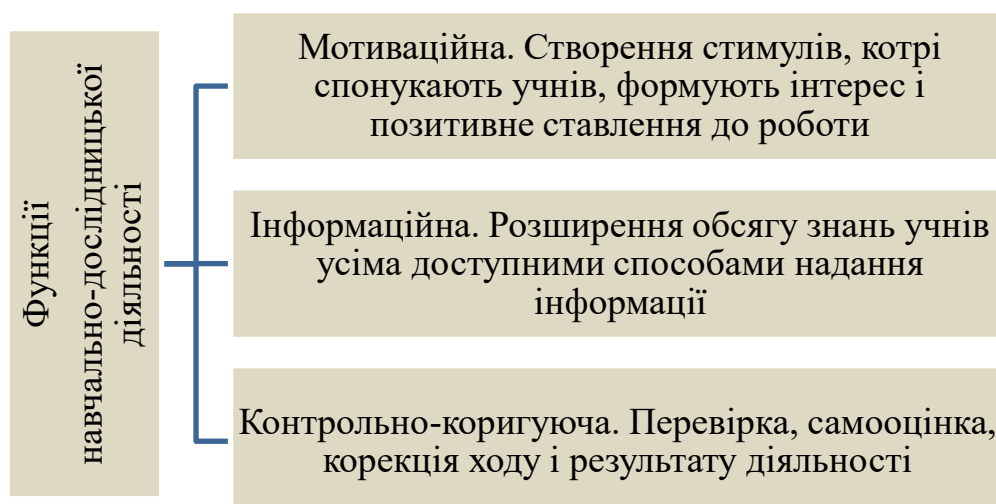 Функції
навчально-дослідницької
діяльності
Мотиваційна. Створення стимулів, котрі
спонукають учнів, формують інтерес і
позитивне ставлення до роботи
Інформаційна. Розширення обсягу знань учнів
усіма доступними способами надання
інформації
Контрольно-коригуюча. Перевірка, самооцінка,
корекція ходу і результату діяльності